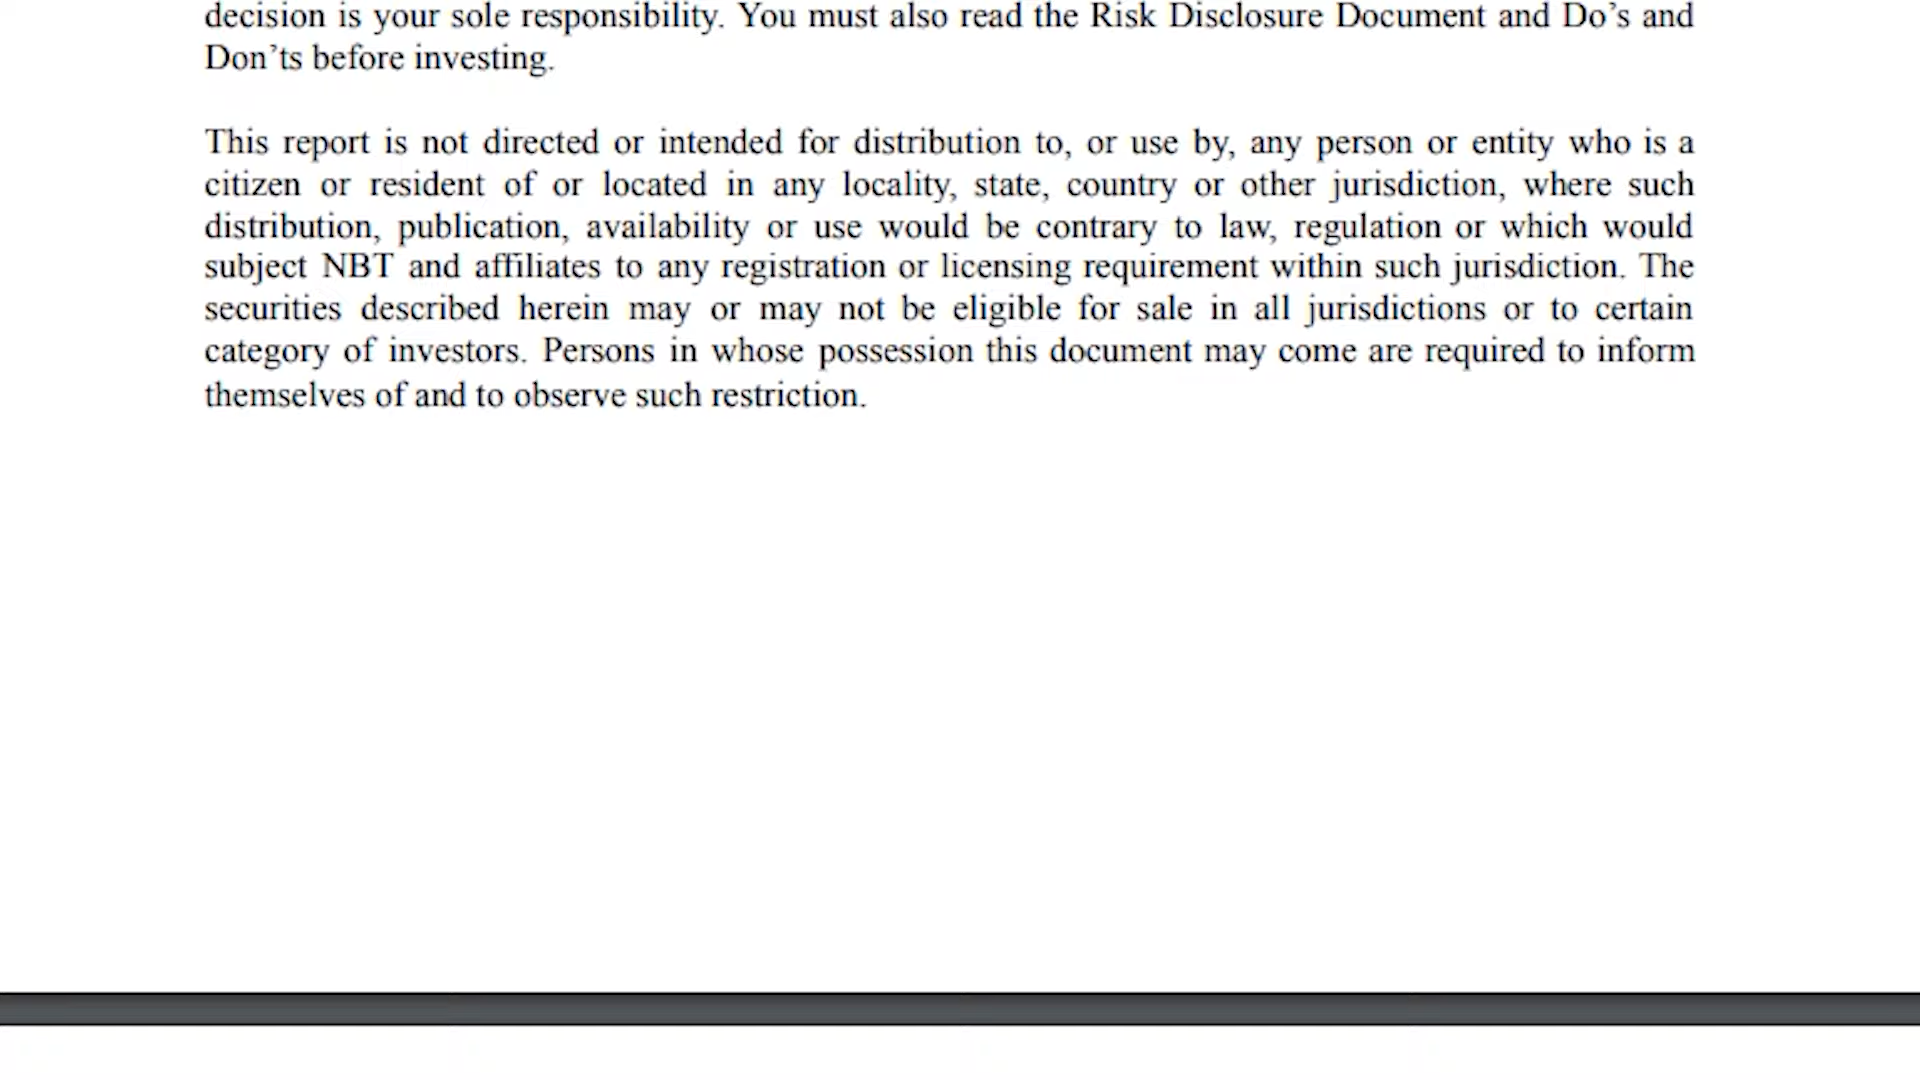 decision is your sole responsibility. You must also read the Risk Disclosure Document and Do’s and
Don’ts before investing.
This report is not directed or intended for distribution to, or use by, any person or entity who is a
citizen or resident of or located in any locality, state, country or other jurisdiction, where such
distribution, publication, availability or use would be contrary to law, regulation or which would
subject NBT and affiliates to any registration or licensing requirement within such jurisdiction. The
securities described herein may or may not be eligible for sale in all jurisdictions or to certain
category of investors. Persons in whose possession this document may come are required to inform
themselves of and to observe such restriction.